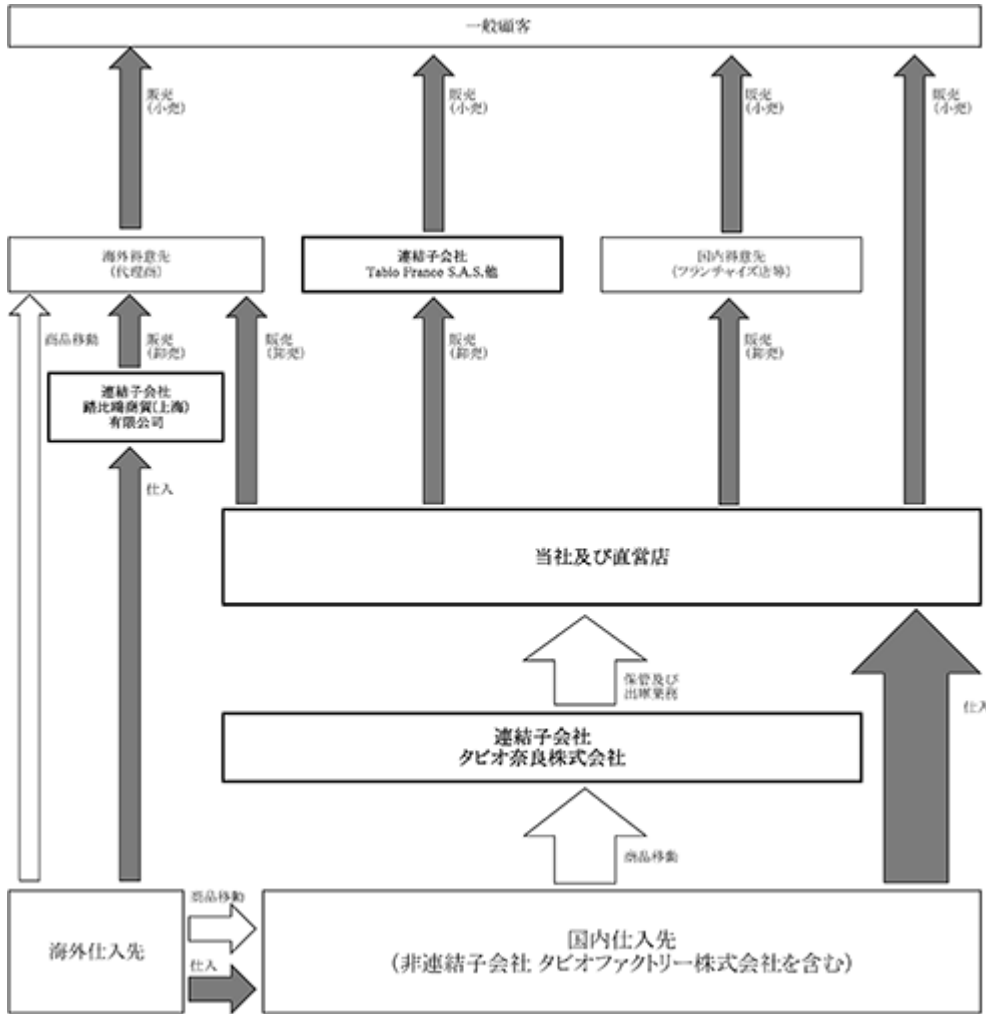 一般顧客
販売
(小売)
販売
(小売)
販売
(小売)
販売
(小売)
海外得意先
(代理商)
連結子会社
Tabio France S.A.S.他
国内得意先
(フランチャイズ店等)
商品移動
販売
(卸売)
販売
(卸売)
販売
(卸売)
販売
(卸売)
連結子会社
踏比瑞商貿(上海)
有限公司
仕入
当社及び直営店
保管及び
出庫業務
仕入
連結子会社
タビオ奈良株式会社
商品移動
商品移動
海外仕入先
仕入
国内仕入先
(非連結子会社 タビオファクトリー株式会社を含む)